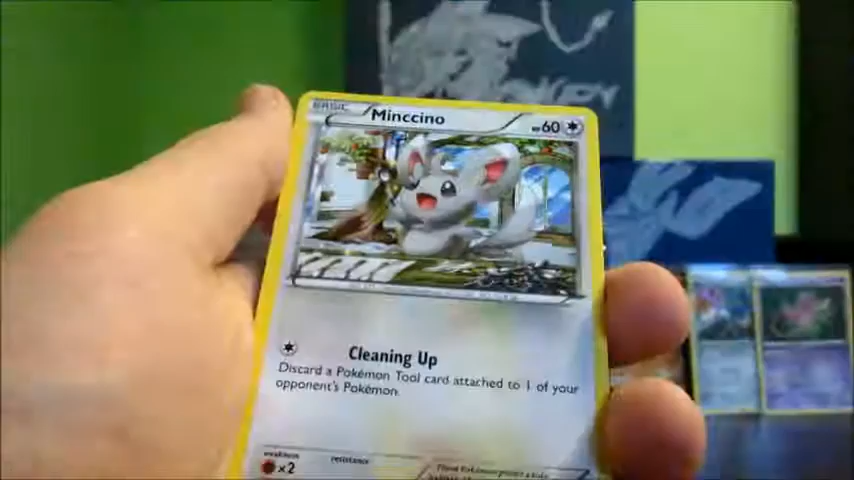 BASIC
Minccino
HP60
Cleaning Up
Discard a Pokémon Tool card attached to 1 of your
opponent's Pokémon.
weakness
resistance
×2